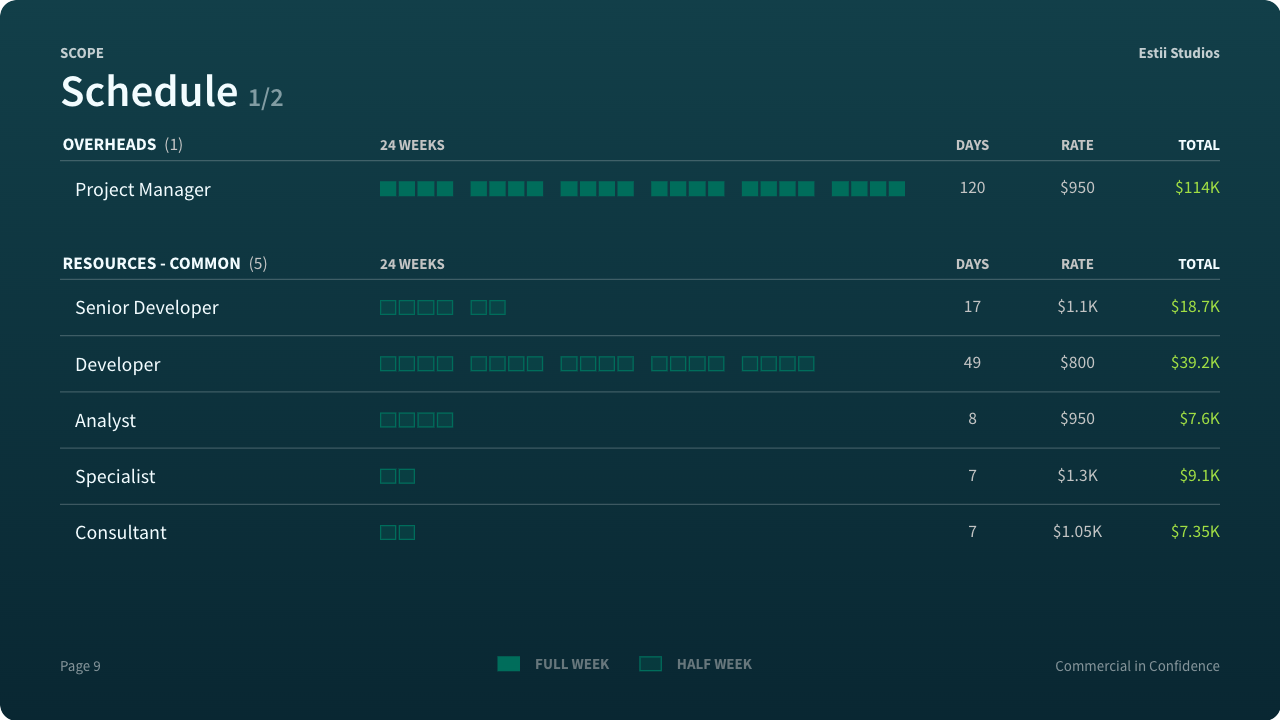 SCOPE
Estii Studios
Schedule 1/2
OVERHEADS (1) 24 WEEKS DAYS RATE TOTAL
Project Manager 120 $950 $114K
RESOURCES - COMMON (5) 24 WEEKS DAYS RATE TOTAL
Senior Developer 17 $1.1K $18.7K
Developer 49 $800 $39.2K
Analyst 8 $950 $7.6K
Specialist 7 $1.3K $9.1K
Consultant 7 $1.05K $7.35K
Page 9 FULL WEEK HALF WEEK Commercial in Confidence